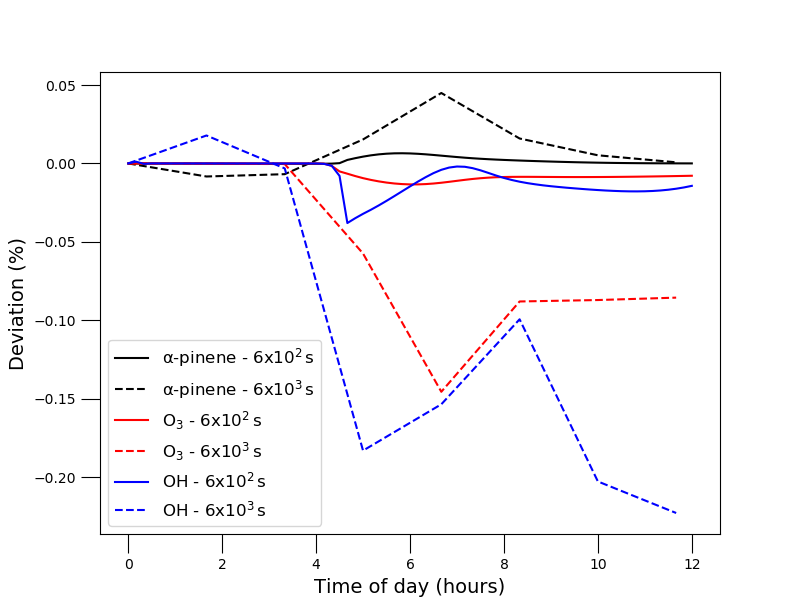 0.05
0.00
−0.05
−0.10
−0.15
−0.20
Deviation (%)
α-pinene - 6x10² s
α-pinene - 6x10³ s
O₃ - 6x10² s
O₃ - 6x10³ s
OH - 6x10² s
OH - 6x10³ s
0 2 4 6 8 10 12
Time of day (hours)